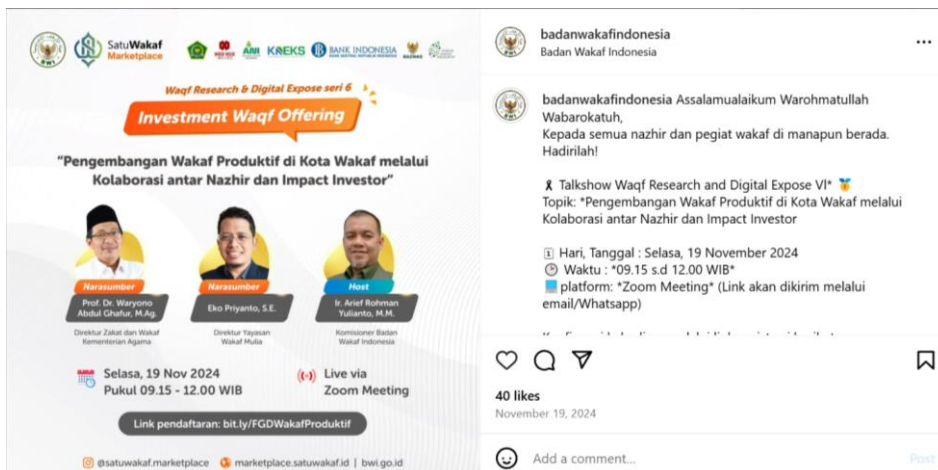 BWI
SatuWakaf
Marketplace
KNEKS
BANK INDONESIA
BAZNAS
Waqf Research & Digital Expose seri 6
Investment Waqf Offering
"Pengembangan Wakaf Produktif di Kota Wakaf melalui
Kolaborasi antar Nazhir dan Impact Investor"
Narasumber
Prof. Dr. Waryono
Abdul Ghafur, M.Ag.
Direktur Zakat dan Wakaf
Kementerian Agama
Narasumber
Eko Priyanto, S.E.
Direktur Yayasan
Wakaf Mulia
Host
Ir. Arief Rohman
Yulianto, M.M.
Komisioner Badan
Wakaf Indonesia
Selasa, 19 Nov 2024
Pukul 09.15 - 12.00 WIB
Live via
Zoom Meeting
Link pendaftaran: bit.ly/FGDWakafProduktif
@satuwakaf.marketplace marketplace.satuwakaf.id | bwi.go.id
badanwakafindonesia
Badan Wakaf Indonesia
badanwakafindonesia Assalamualaikum Warohmatullah
Wabarokatuh,
Kepada semua nazhir dan pegiat wakaf di manapun berada.
Hadirilah!
Talkshow Waqf Research and Digital Expose VI*
Topik: *Pengembangan Wakaf Produktif di Kota Wakaf melalui
Kolaborasi antar Nazhir dan Impact Investor
Hari, Tanggal : Selasa, 19 November 2024
Waktu : *09.15 s.d 12.00 WIB*
platform: *Zoom Meeting* (Link akan dikirim melalui
email/Whatsapp)
40 likes
November 19, 2024
Add a comment...
Post